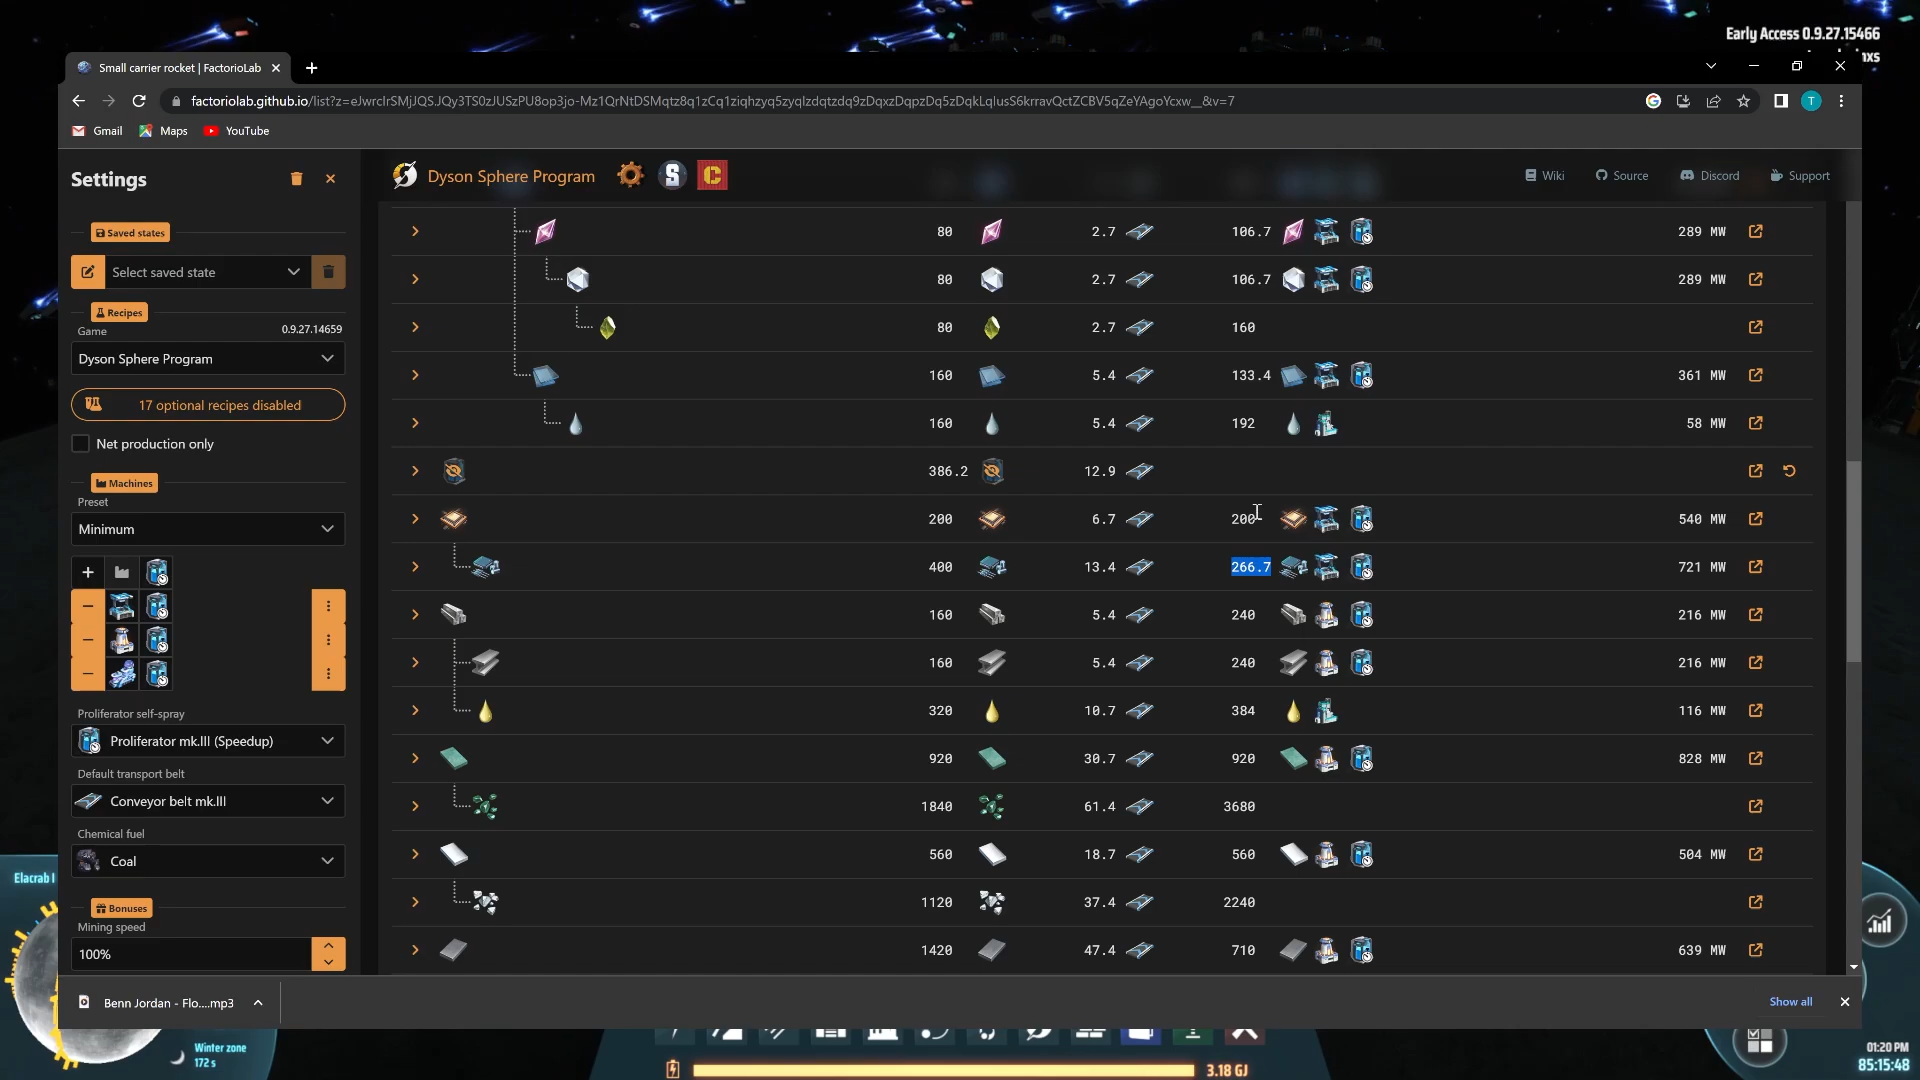 Early Access 0.9.27.15466
Small carrier rocket | FactorioLab
factoriolab.github.io/list?z=eJwrcIrSMjJQSJQy3TS0zJUSzPU8op3jo-Mz1QrNtDSMqtz8q1zCq1ziqhzyq5zyqlzdqtzdq9zDqxzDqpzDq5zDqkLqlusS6krravQctZCBV5qZeYAgoYcxw__&v=7
Gmail Maps YouTube
Settings
Dyson Sphere Program
Wiki Source Discord Support
Saved states
Select saved state
Recipes
Game 0.9.27.14659
Dyson Sphere Program
17 optional recipes disabled
Net production only
Machines
Preset
Minimum
Proliferator self-spray
Proliferator mk.III (Speedup)
Default transport belt
Conveyor belt mk.III
Chemical fuel
Coal
Bonuses
Mining speed
100%
80 2.7 106.7 289 MW
80 2.7 106.7 289 MW
80 2.7 160
160 5.4 133.4 361 MW
160 5.4 192 58 MW
386.2 12.9
200 6.7 200 540 MW
400 13.4 266.7 721 MW
160 5.4 240 216 MW
160 5.4 240 216 MW
320 10.7 384 116 MW
920 30.7 920 828 MW
1840 61.4 3680
560 18.7 560 504 MW
1120 37.4 2240
1420 47.4 710 639 MW
Elacrab I
Benn Jordan - Flo....mp3
Show all
Winter zone
172 s
3.18 GJ
01:20 PM
85:15:48